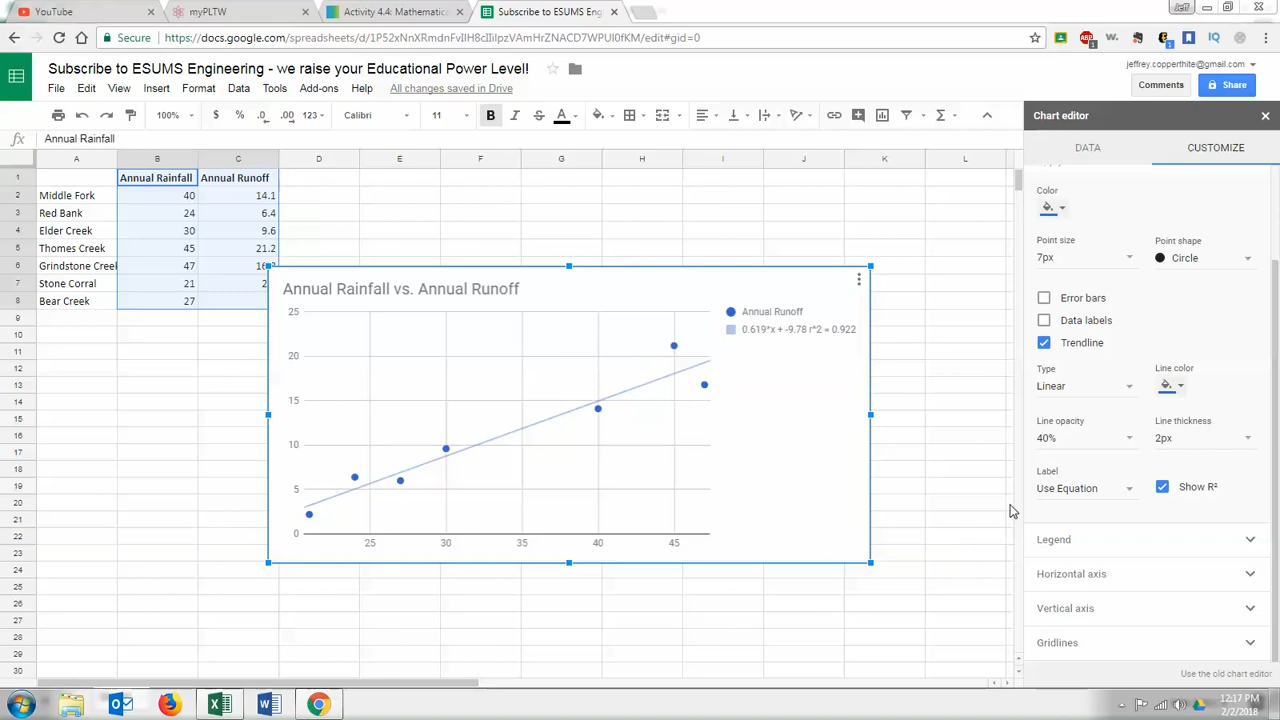 YouTube
myPLTW
Activity 4.4: Mathematic
Subscribe to ESUMS Eng
Jeff
Secure
https://docs.google.com/spreadsheets/d/1P52xNnXRmdnFvIIH8cIIilpzVAmHrZNACD7WPUI0fKM/edit#gid=0
Subscribe to ESUMS Engineering - we raise your Educational Power Level!
jeffrey.copperthite@gmail.com
File Edit View Insert Format Data Tools Add-ons Help All changes saved in Drive
Comments Share
100% $ % .0 .00 123 Calibri 11 B I S A
Chart editor
fx Annual Rainfall
DATA CUSTOMIZE
A B C D E F G H I J K L
1 Annual Rainfall Annual Runoff
2 Middle Fork 40 14.1
3 Red Bank 24 6.4
4 Elder Creek 30 9.6
5 Thomes Creek 45 21.2
6 Grindstone Creek 47 16
7 Stone Corral 21 2
8 Bear Creek 27
9
10
11
12
13
14
15
16
17
18
19
20
21
22
23
24
25
26
27
28
29
30
Annual Rainfall vs. Annual Runoff
25
20
15
10
5
0
25 30 35 40 45
Annual Runoff
0.619*x + -9.78 r^2 = 0.922
Color
Point size Point shape
7px Circle
Error bars
Data labels
Trendline
Type Line color
Linear
Line opacity Line thickness
40% 2px
Label
Use Equation Show R²
Legend
Horizontal axis
Vertical axis
Gridlines
Use the old chart editor
12:17 PM
2/2/2018